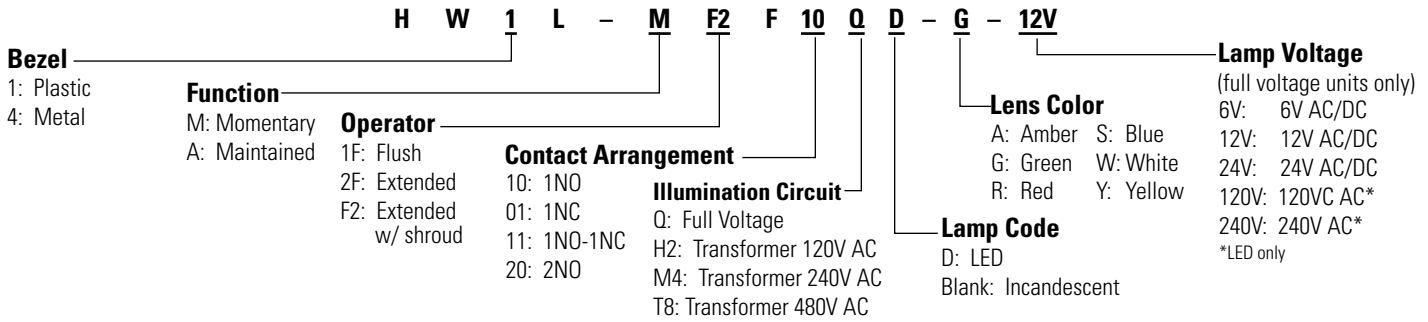 H W 1 L – M F2 F 10 Q D – G – 12V
Bezel
1: Plastic
4: Metal
Function
M: Momentary
A: Maintained
Operator
1F: Flush
2F: Extended
F2: Extended
w/ shroud
Contact Arrangement
10: 1NO
01: 1NC
11: 1NO-1NC
20: 2NO
Illumination Circuit
Q: Full Voltage
H2: Transformer 120V AC
M4: Transformer 240V AC
T8: Transformer 480V AC
Lamp Code
D: LED
Blank: Incandescent
Lens Color
A: Amber S: Blue
G: Green W: White
R: Red Y: Yellow
Lamp Voltage
(full voltage units only)
6V: 6V AC/DC
12V: 12V AC/DC
24V: 24V AC/DC
120V: 120VC AC*
240V: 240V AC*
*LED only